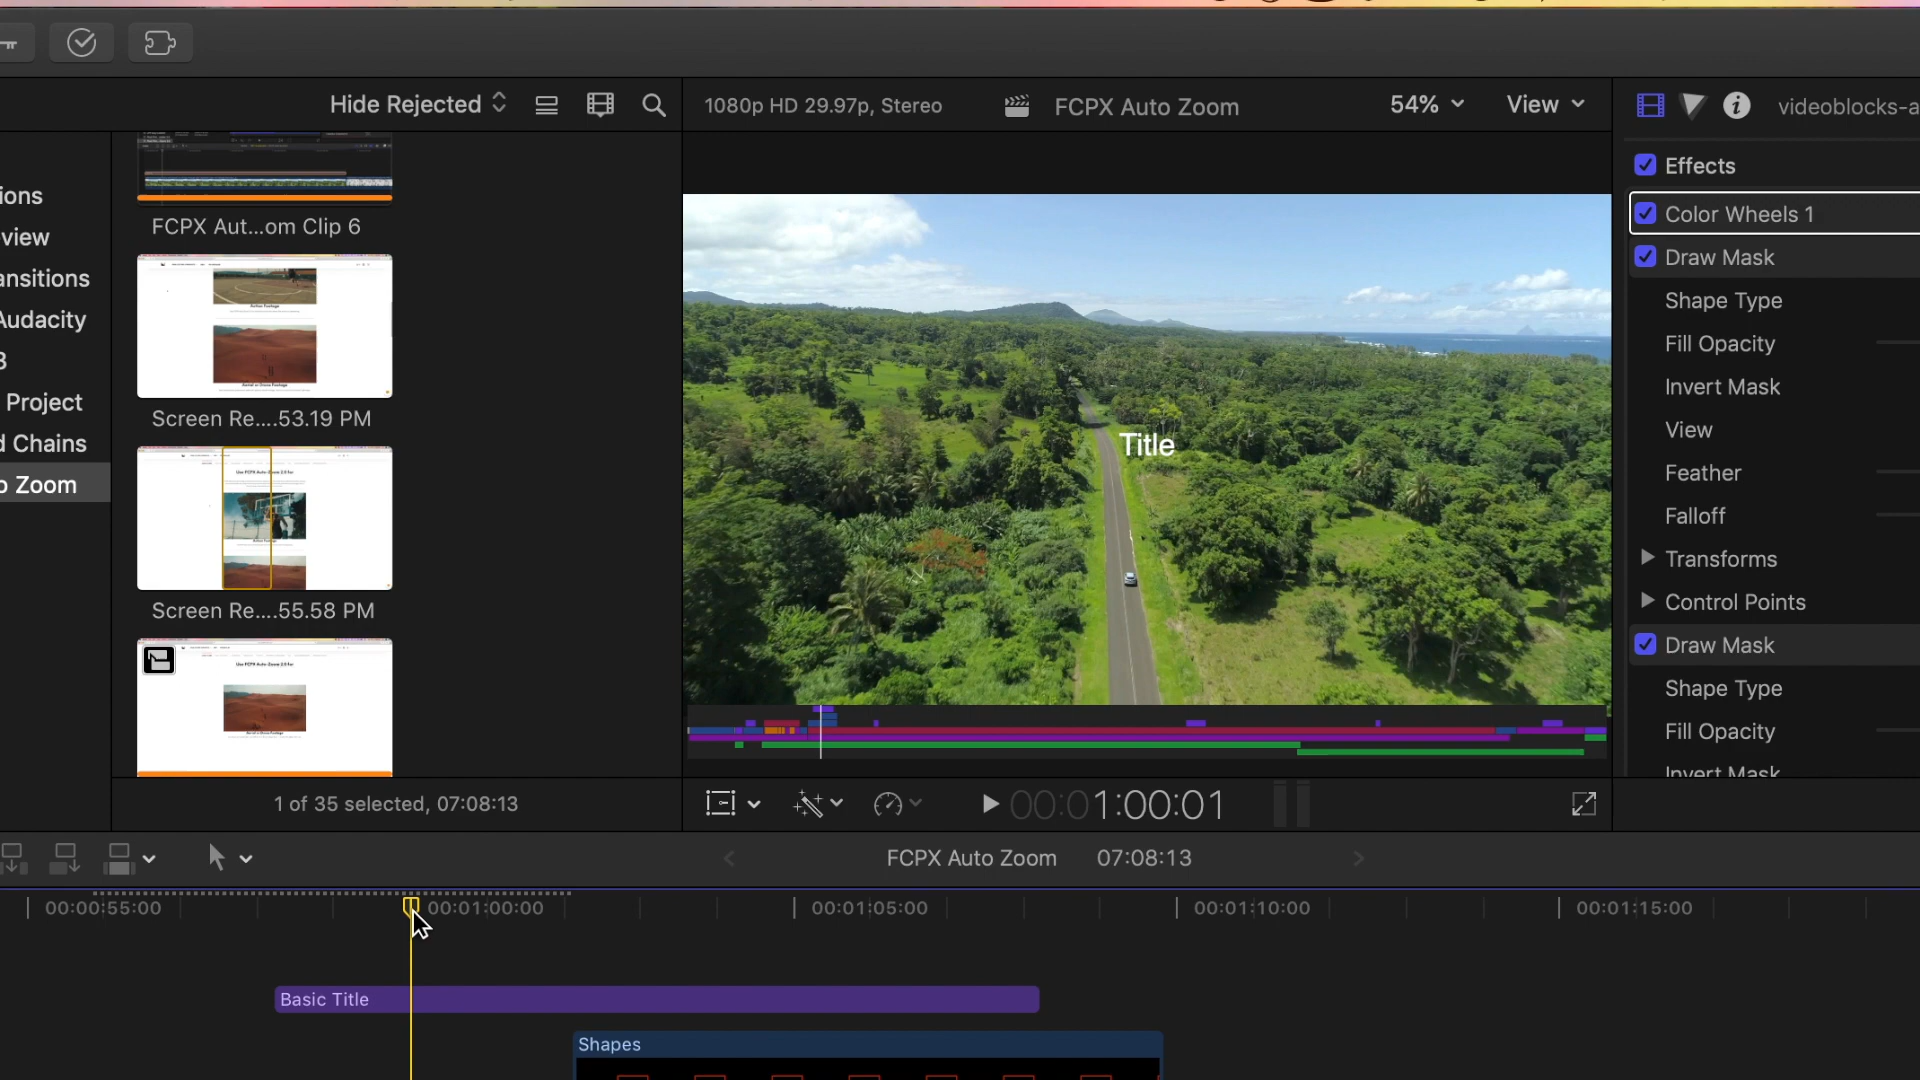 Hide Rejected
1080p HD 29.97p, Stereo
FCPX Auto Zoom
54%
View
videoblocks-a
ions
view
ansitions
Audacity
3
Project
d Chains
o Zoom
FCPX Aut...om Clip 6
Screen Re....53.19 PM
Screen Re....55.58 PM
1 of 35 selected, 07:08:13
Title
00:01:00:01
Effects
Color Wheels 1
Draw Mask
Shape Type
Fill Opacity
Invert Mask
View
Feather
Falloff
Transforms
Control Points
Draw Mask
Shape Type
Fill Opacity
Invert Mask
FCPX Auto Zoom 07:08:13
00:00:55:00
00:01:00:00
00:01:05:00
00:01:10:00
00:01:15:00
Basic Title
Shapes